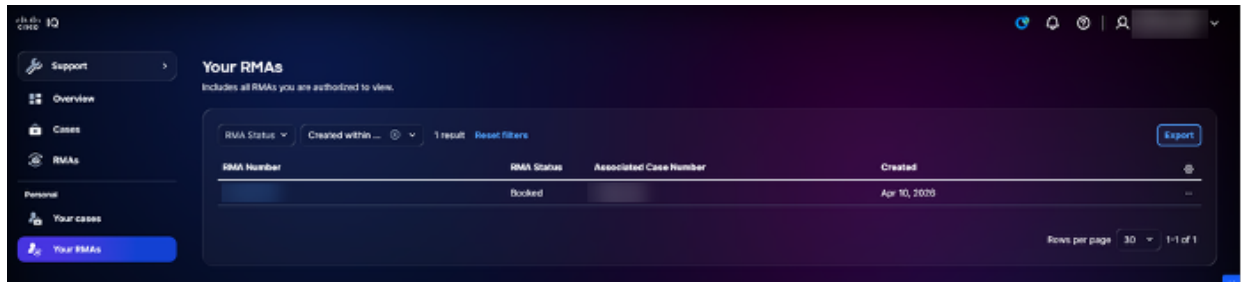 cisco IQ
Support
Overview
Cases
RMAs
Personal
Your cases
Your RMAs
Your RMAs
Includes all RMAs you are authorized to view.
RMA Status
Created within ...
1 result
Reset filters
Export
RMA Number
RMA Status
Associated Case Number
Created
Booked
Apr 10, 2026
Rows per page
30
1-1 of 1